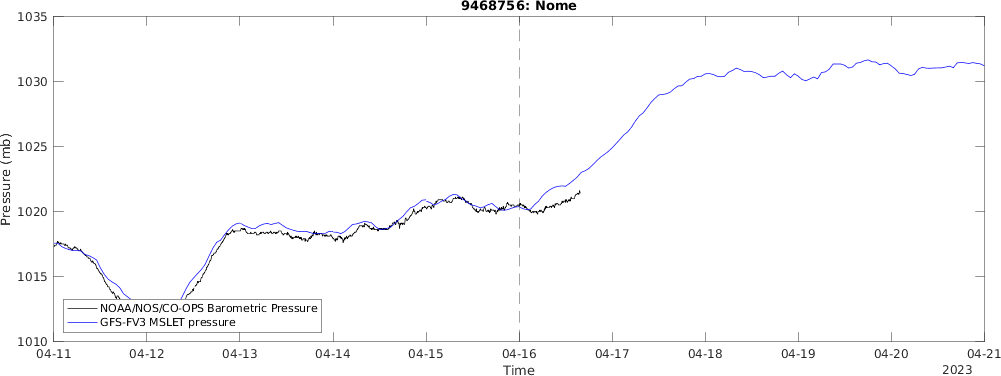 9468756: Nome
1035
1030
1025
1020
1015
1010
Pressure (mb)
NOAA/NOS/CO-OPS Barometric Pressure
GFS-FV3 MSLET pressure
04-11 04-12 04-13 04-14 04-15 04-16 04-17 04-18 04-19 04-20 04-21
Time
2023